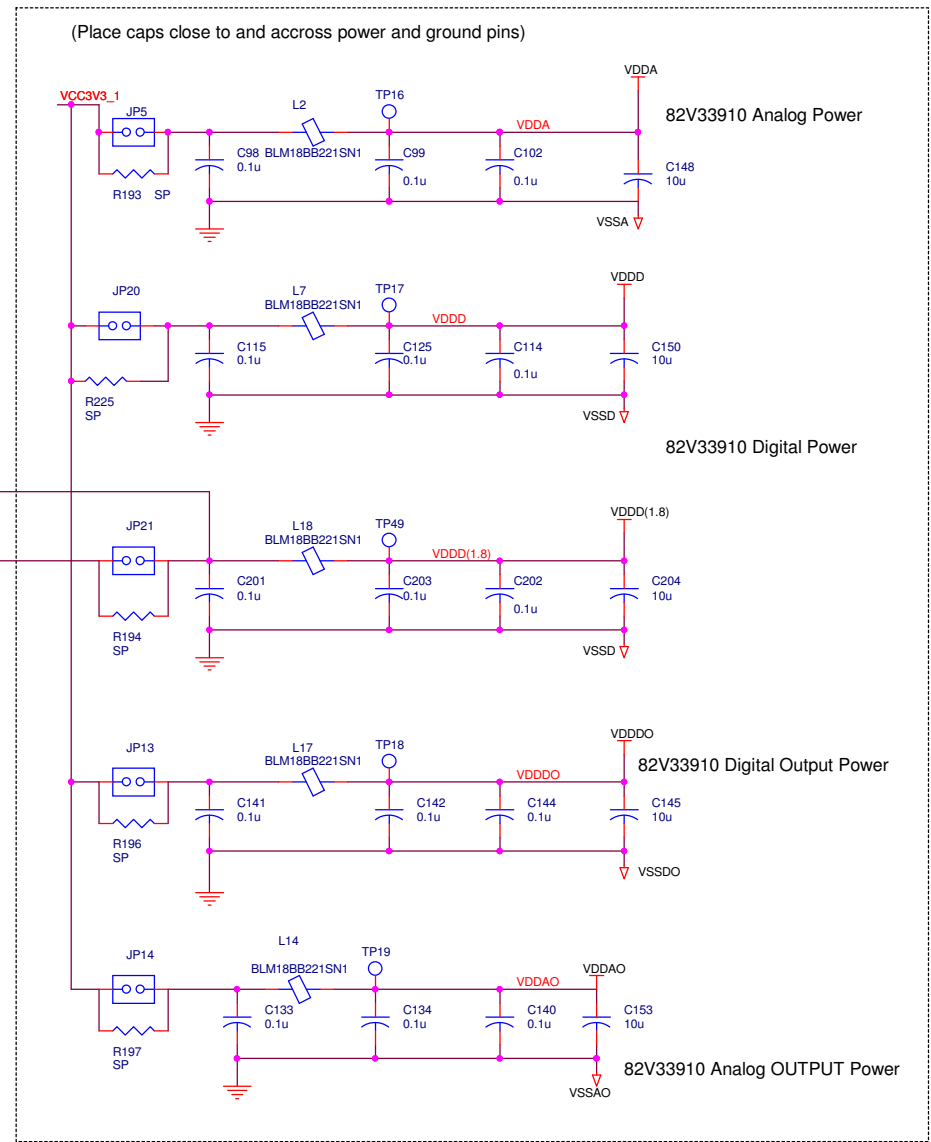 (Place caps close to and accross power and ground pins)
VCC3V3_1
JP5
L2
TP16
VDDA
82V33910 Analog Power
VDDA
C98
BLM18BB221SN1
0.1u
C99
0.1u
C102
0.1u
C148
10u
R193
SP
VSSA
JP20
L7
BLM18BB221SN1
TP17
VDDD
VDDD
C115
0.1u
C125
0.1u
C114
0.1u
C150
10u
R225
SP
VSSD
82V33910 Digital Power
JP21
L18
BLM18BB221SN1
TP49
VDDD(1.8)
VDDD(1.8)
C201
0.1u
C203
0.1u
C202
0.1u
C204
10u
R194
SP
VSSD
JP13
L17
BLM18BB221SN1
TP18
VDDDO
82V33910 Digital Output Power
VDDDO
C141
0.1u
C142
0.1u
C144
0.1u
C145
10u
R196
SP
VSSDO
JP14
L14
BLM18BB221SN1
TP19
VDDAO
VDDAO
C133
0.1u
C134
0.1u
C140
0.1u
C153
10u
R197
SP
82V33910 Analog OUTPUT Power
VSSAO